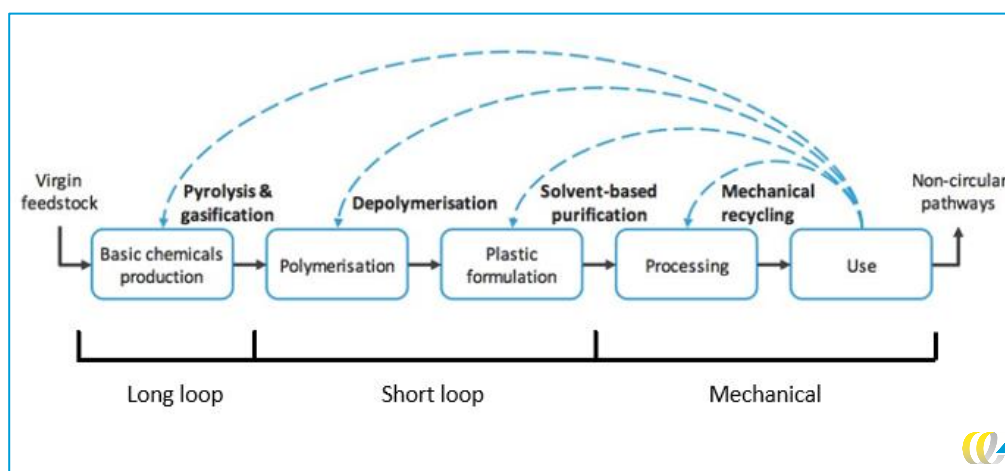 Virgin
feedstock
Pyrolysis &
gasification
Depolymerisation
Solvent-based
purification
Mechanical
recycling
Non-circular
pathways
Basic chemicals
production
Polymerisation
Plastic
formulation
Processing
Use
Long loop
Short loop
Mechanical